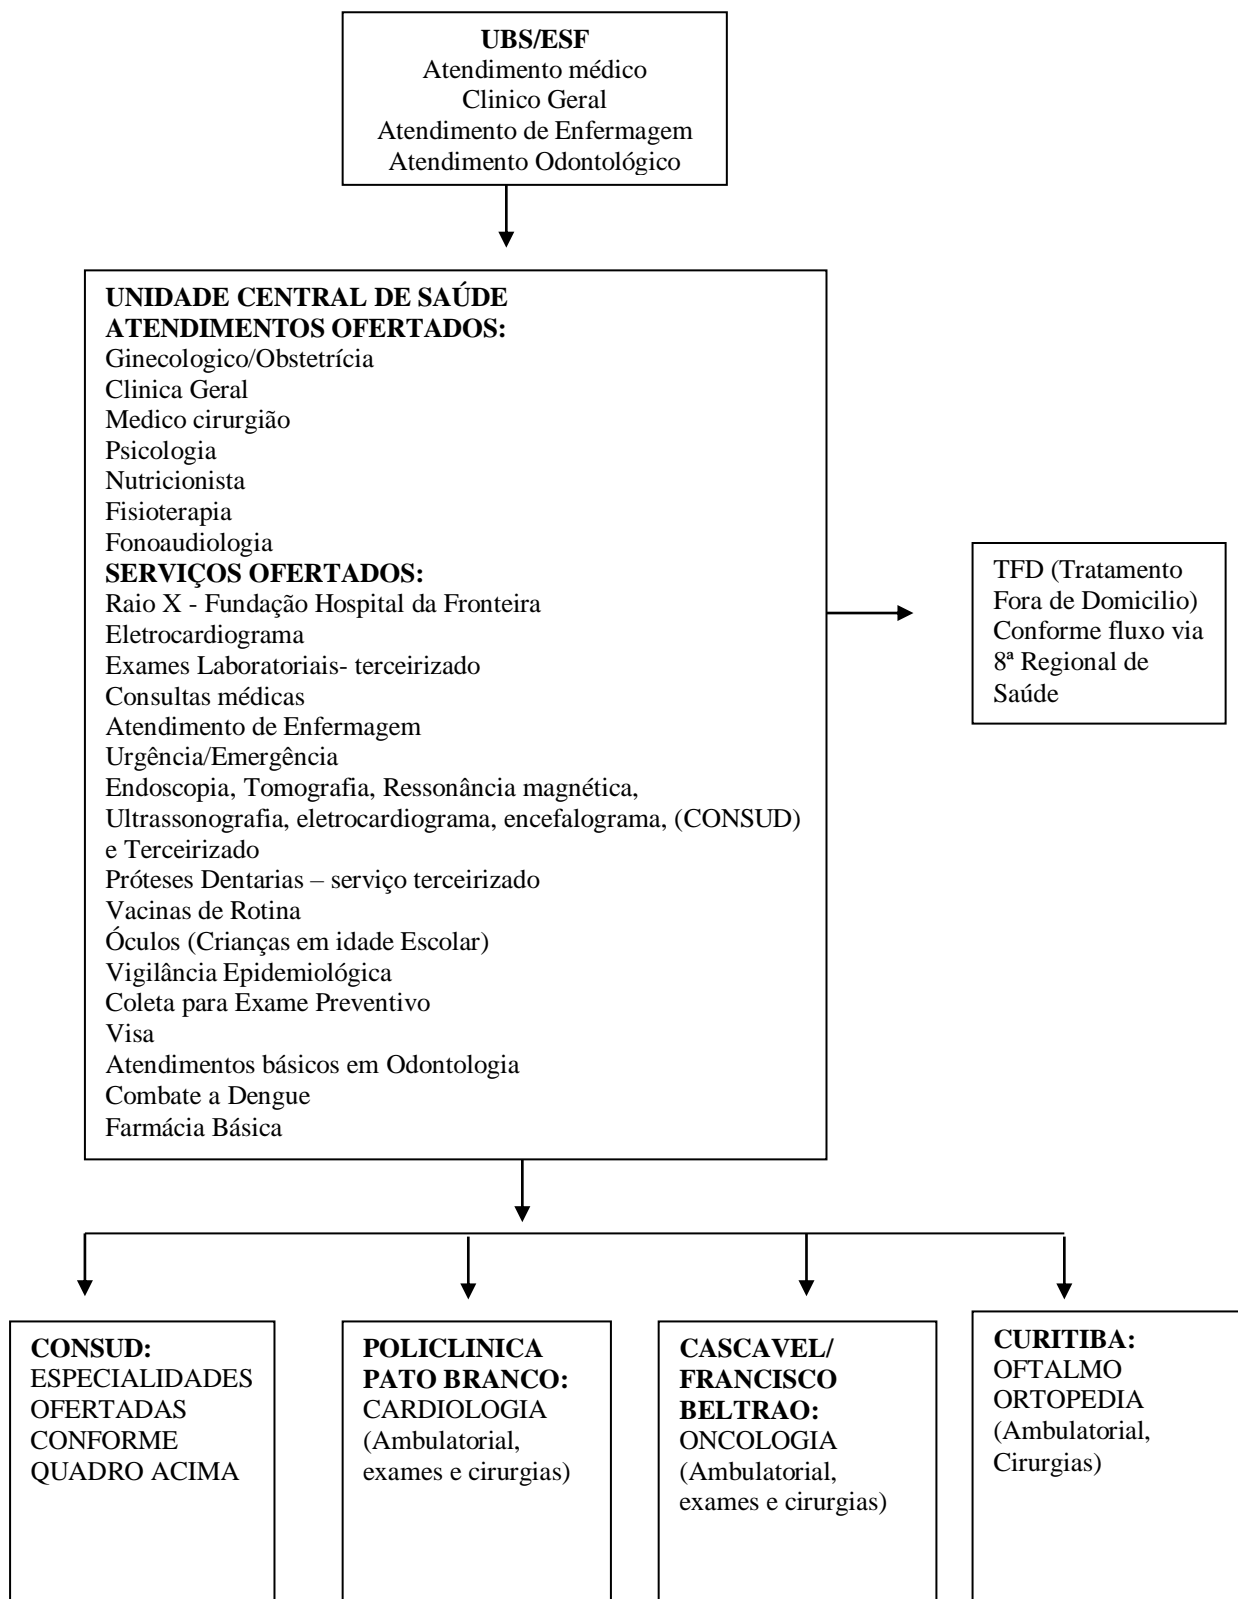 UBS/ESF
Atendimento médico
Clinico Geral
Atendimento de Enfermagem
Atendimento Odontológico
UNIDADE CENTRAL DE SAÚDE
ATENDIMENTOS OFERTADOS:
Ginecologico/Obstetrícia
Clinica Geral
Medico cirurgião
Psicologia
Nutricionista
Fisioterapia
Fonoaudiologia
SERVIÇOS OFERTADOS:
Raio X - Fundação Hospital da Fronteira
Eletrocardiograma
Exames Laboratoriais- terceirizado
Consultas médicas
Atendimento de Enfermagem
Urgência/Emergência
Endoscopia, Tomografia, Ressonância magnética,
Ultrassonografia, eletrocardiograma, encefalograma, (CONSUD)
e Terceirizado
Próteses Dentarias – serviço terceirizado
Vacinas de Rotina
Óculos (Crianças em idade Escolar)
Vigilância Epidemiológica
Coleta para Exame Preventivo
Visa
Atendimentos básicos em Odontologia
Combate a Dengue
Farmácia Básica
TFD (Tratamento
Fora de Domicilio)
Conforme fluxo via
8ª Regional de
Saúde
CONSUD:
ESPECIALIDADES
OFERTADAS
CONFORME
QUADRO ACIMA
POLICLINICA
PATO BRANCO:
CARDIOLOGIA
(Ambulatorial,
exames e cirurgias)
CASCAVEL/
FRANCISCO
BELTRAO:
ONCOLOGIA
(Ambulatorial,
exames e cirurgias)
CURITIBA:
OFTALMO
ORTOPEDIA
(Ambulatorial,
Cirurgias)